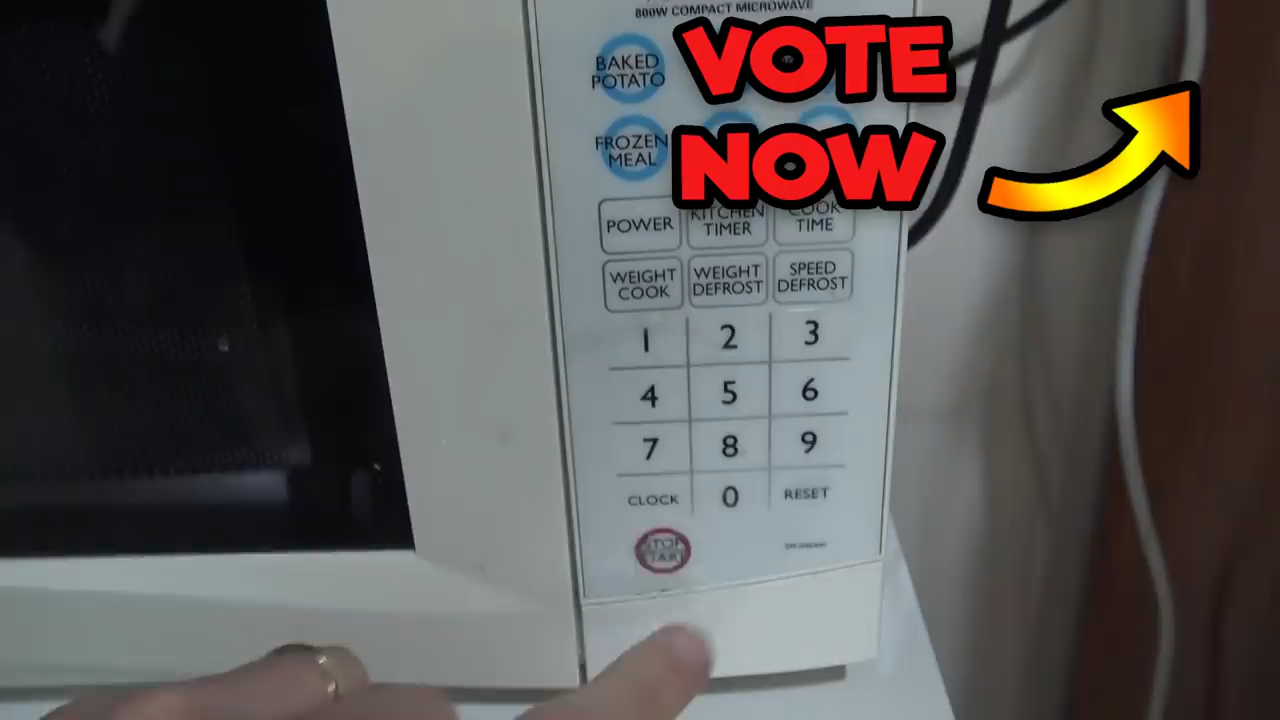 800W COMPACT MICROWAVE
BAKED POTATO
VOTE NOW
FROZEN MEAL
POWER
KITCHEN TIMER
COOK TIME
WEIGHT COOK
WEIGHT DEFROST
SPEED DEFROST
1 2 3
4 5 6
7 8 9
CLOCK 0 RESET
STOP START